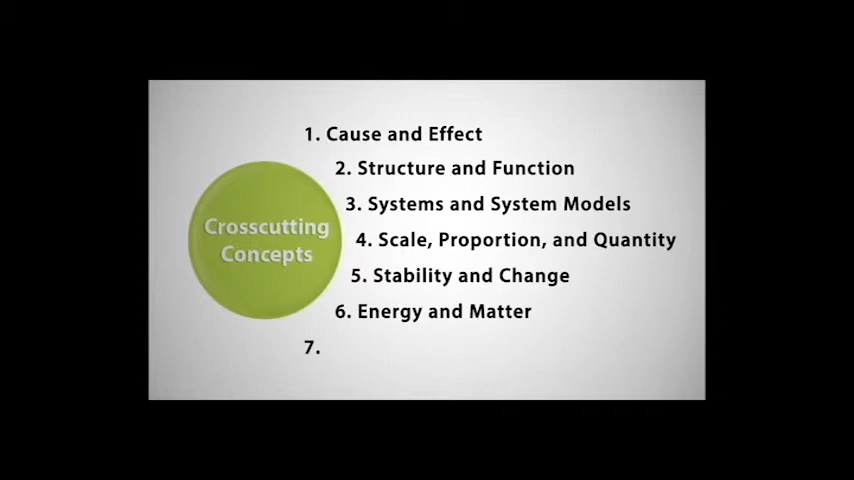 Crosscutting
Concepts
1. Cause and Effect
2. Structure and Function
3. Systems and System Models
4. Scale, Proportion, and Quantity
5. Stability and Change
6. Energy and Matter
7.